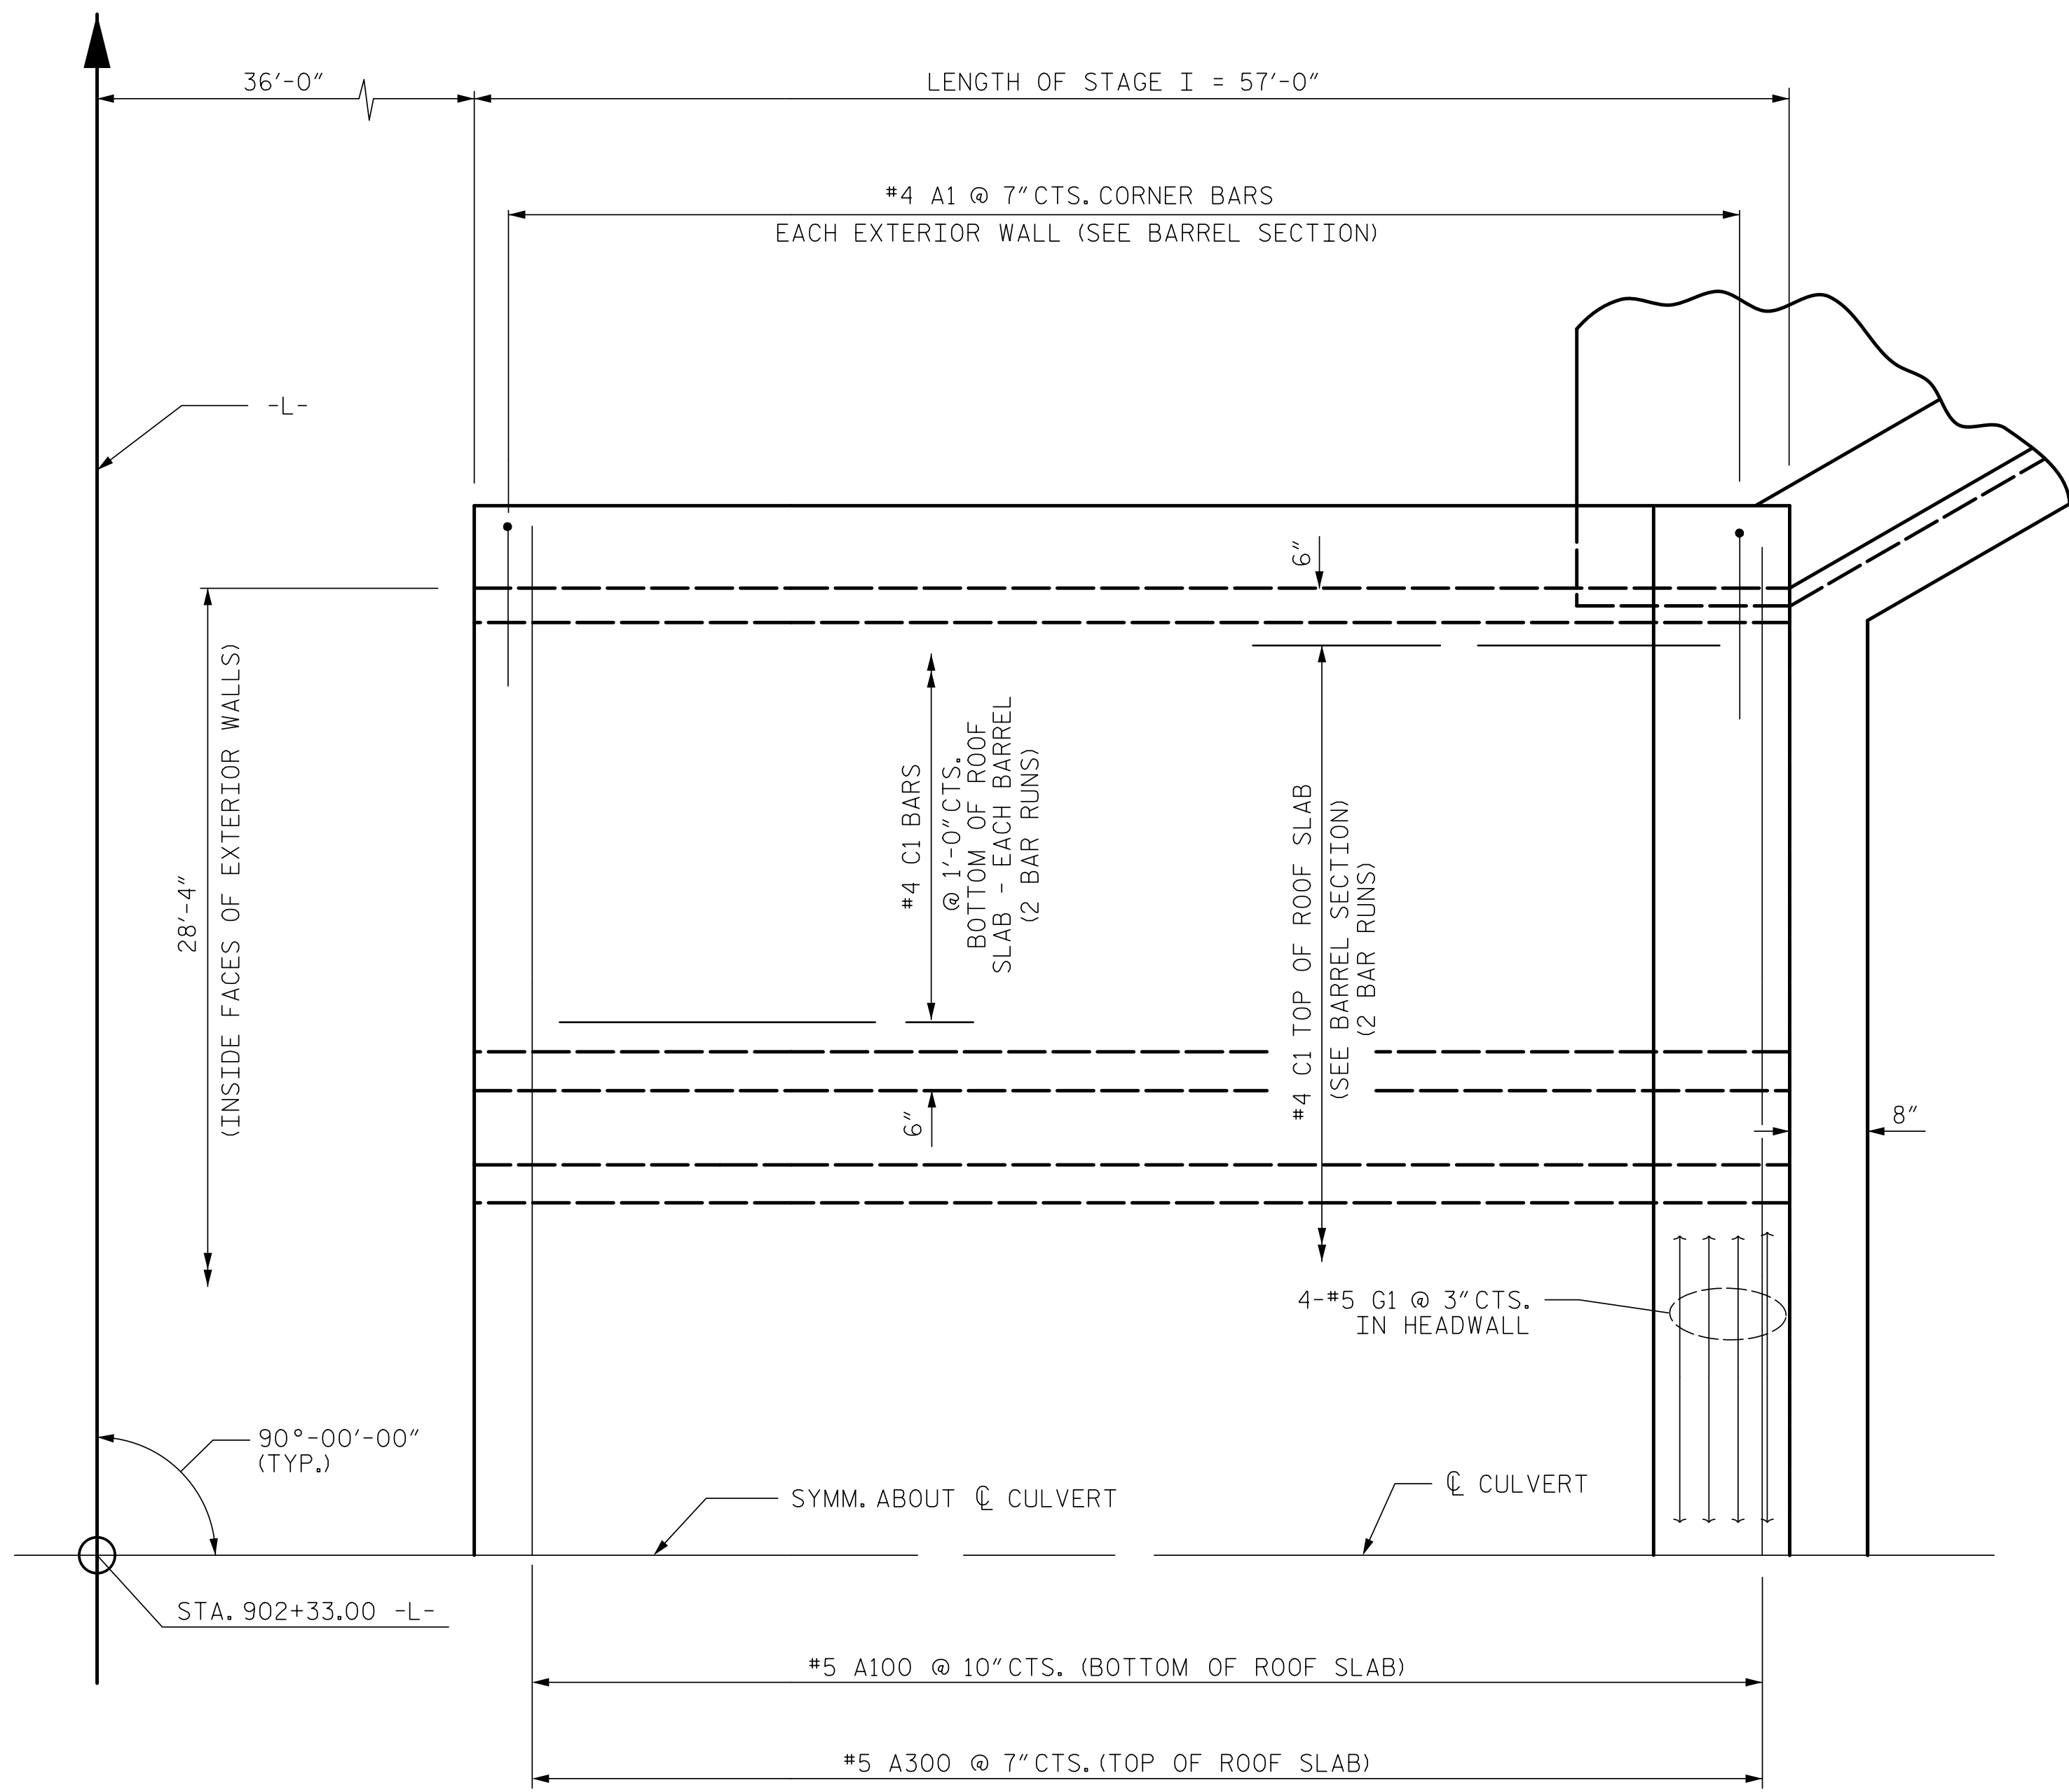 36'-0"
LENGTH OF STAGE I = 57'-0"
#4 A1 @ 7"CTS. CORNER BARS
EACH EXTERIOR WALL (SEE BARREL SECTION)
-L-
6"
28'-4"
(INSIDE FACES OF EXTERIOR WALLS)
#4 C1 BARS
@ 1'-0"CTS.
BOTTOM OF ROOF
SLAB - EACH BARREL
(2 BAR RUNS)
#4 C1 TOP OF ROOF SLAB
(SEE BARREL SECTION)
(2 BAR RUNS)
6"
8"
4-#5 G1 @ 3"CTS.
IN HEADWALL
90°-00'-00"
(TYP.)
SYMM. ABOUT ℄ CULVERT
℄ CULVERT
STA. 902+33.00 -L-
#5 A100 @ 10"CTS. (BOTTOM OF ROOF SLAB)
#5 A300 @ 7"CTS. (TOP OF ROOF SLAB)